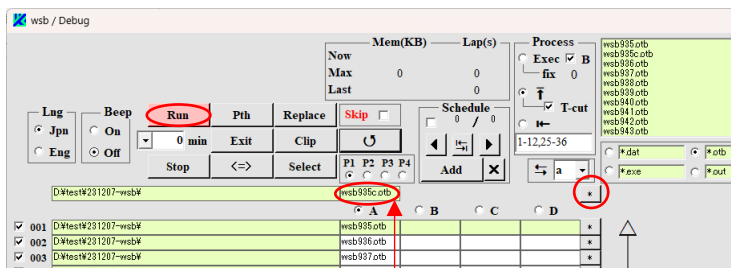 wsb / Debug
Mem(KB) Lap(s)
Now
Max 0 0
Last 0
Process
Exec B
fix 0
T-cut
1-12,25-36
a
wsb935.otb
wsb935c.otb
wsb936.otb
wsb937.otb
wsb938.otb
wsb939.otb
wsb940.otb
wsb941.otb
wsb942.otb
wsb943.otb
*.dat *.otb
*.exe *.out
Lng Beep
Jpn On
Eng Off
Run Pth Replace Skip
0 min Exit Clip
Stop <=> Select P1 P2 P3 P4
Schedule
0 / 0
Add X
D:¥test¥231207-wsb¥ wsb935c.otb *
A B C D
001 D:¥test¥231207-wsb¥ wsb935.otb *
002 D:¥test¥231207-wsb¥ wsb936.otb *
003 D:¥test¥231207-wsb¥ wsb937.otb *